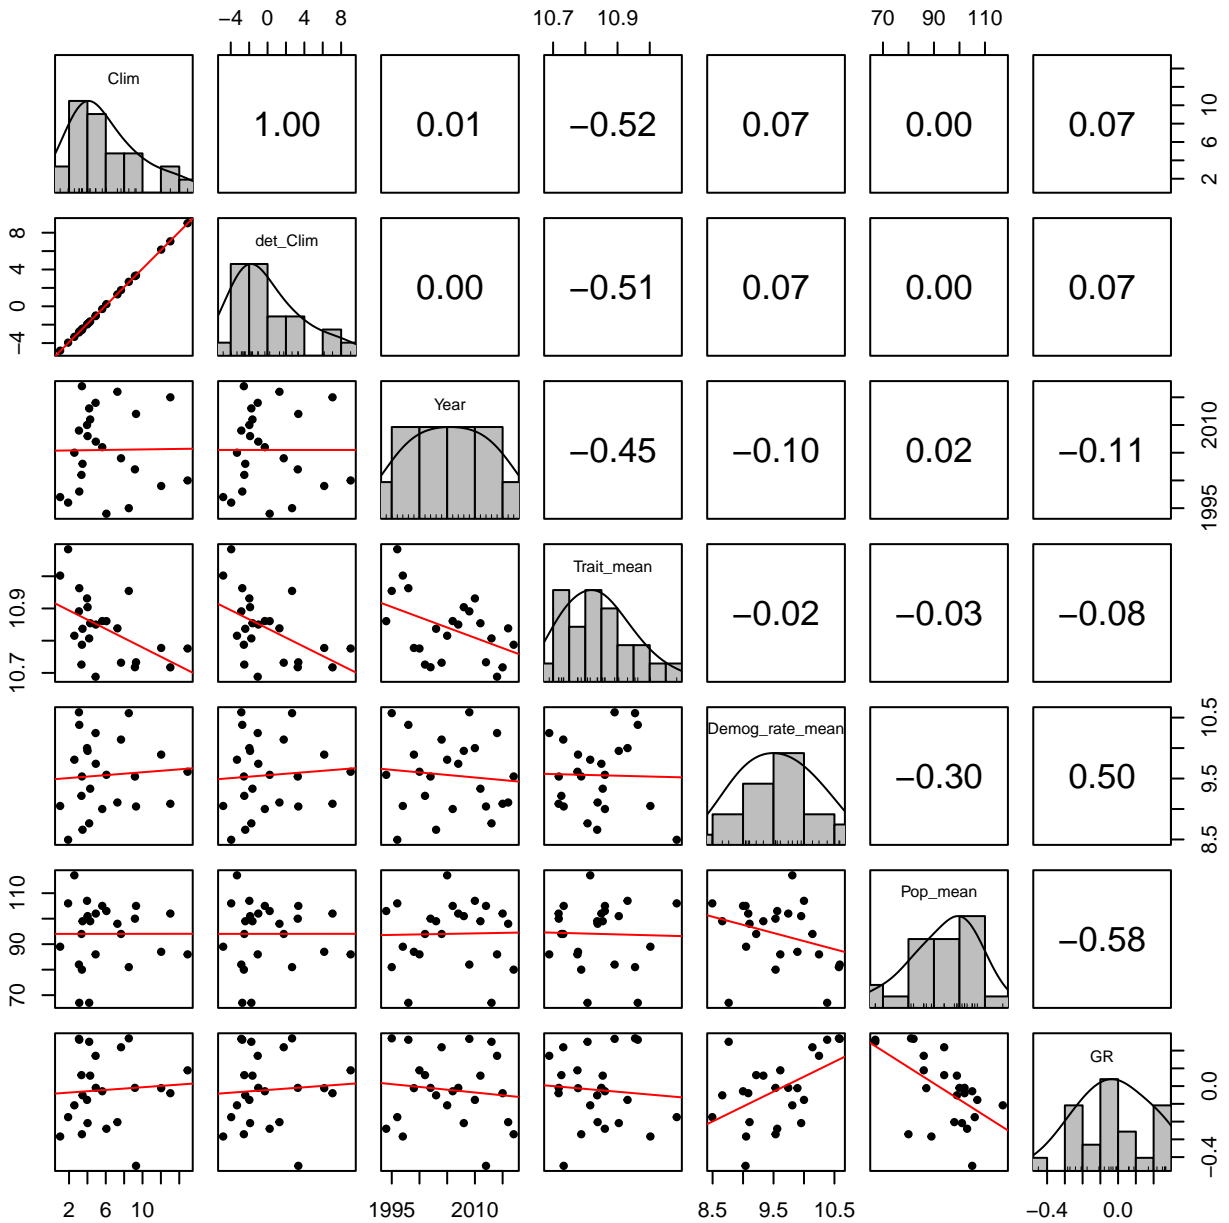 −4 0 4 8 10.7 10.9 70 90 110
Clim 1.00 0.01 −0.52 0.07 0.00 0.07 2 6 10
−4 0 4 8 det_Clim 0.00 −0.51 0.07 0.00 0.07
Year −0.45 −0.10 0.02 −0.11 1995 2010
10.7 10.9 Trait_mean −0.02 −0.03 −0.08
Demog_rate_mean −0.30 0.50 8.5 9.5 10.5
70 90 110 Pop_mean −0.58
GR −0.4 0.0
2 6 10 1995 2010 8.5 9.5 10.5 −0.4 0.0